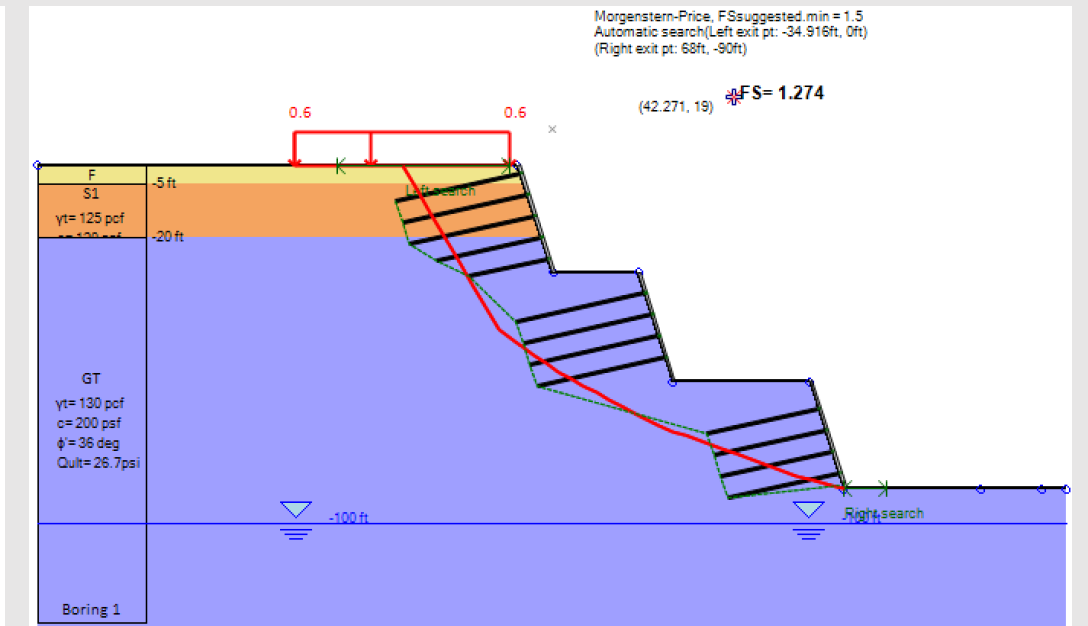 Morgenstern-Price, FSsuggested.min = 1.5
Automatic search(Left exit pt: -34.916ft, 0ft)
(Right exit pt: 68ft, -90ft)
FS= 1.274
(42.271, 19)
0.6
0.6
F
-5 ft
S1
Left search
γt= 125 pcf
-20 ft
GT
γt= 130 pcf
c= 200 psf
ϕ'= 36 deg
Qult= 26.7psi
-100 ft
-100 ft
Right search
Boring 1